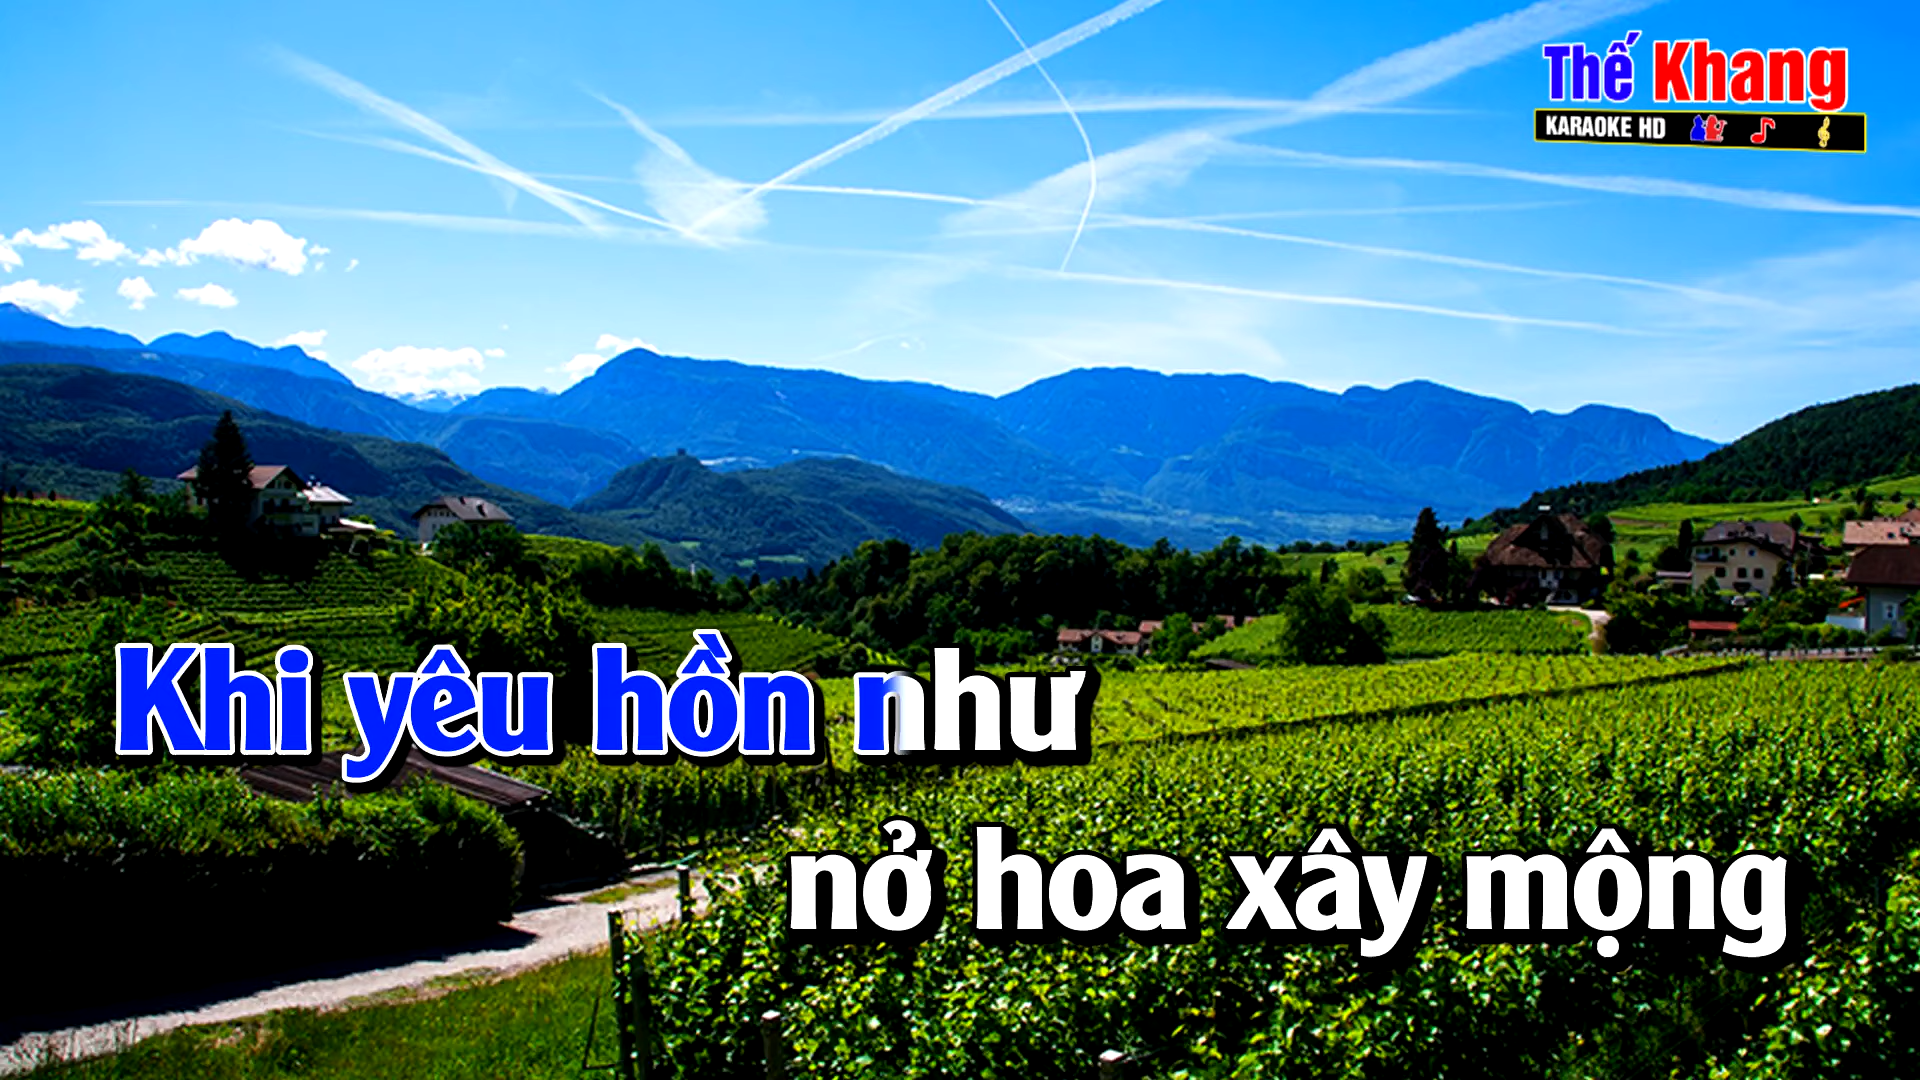 Thế Khang
KARAOKE HD
Khi yêu hồn như
nở hoa xây mộng